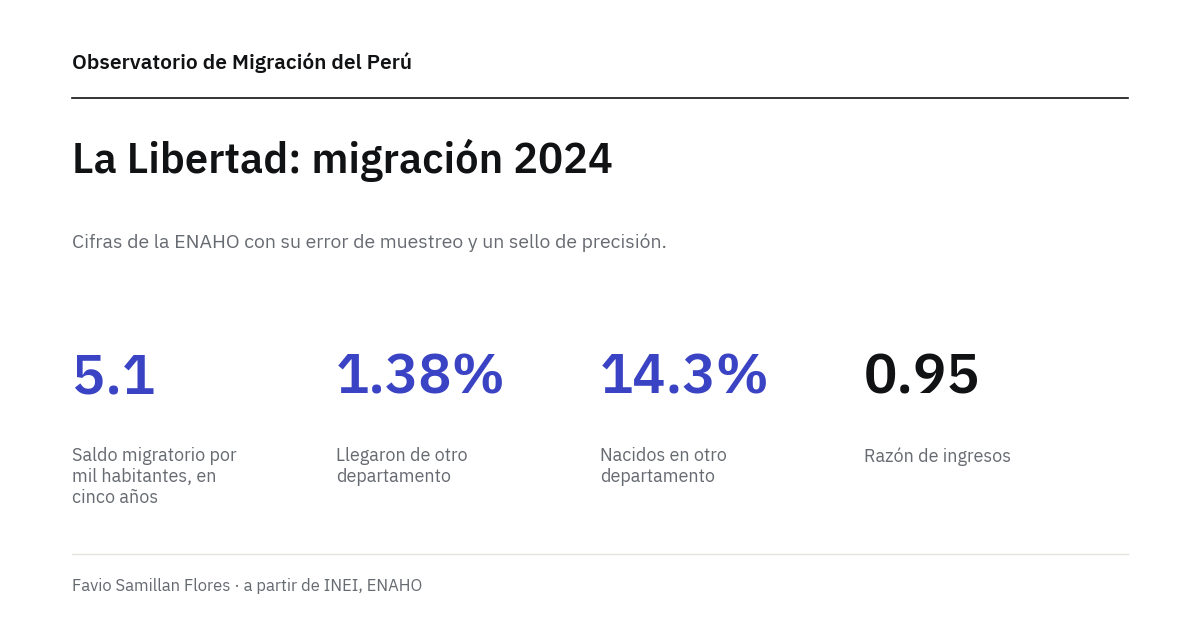 Observatorio de Migración del Perú
La Libertad: migración 2024
Cifras de la ENAHO con su error de muestreo y un sello de precisión.
5.1
Saldo migratorio por
mil habitantes, en
cinco años
1.38%
Llegaron de otro
departamento
14.3%
Nacidos en otro
departamento
0.95
Razón de ingresos
Favio Samillan Flores · a partir de INEI, ENAHO